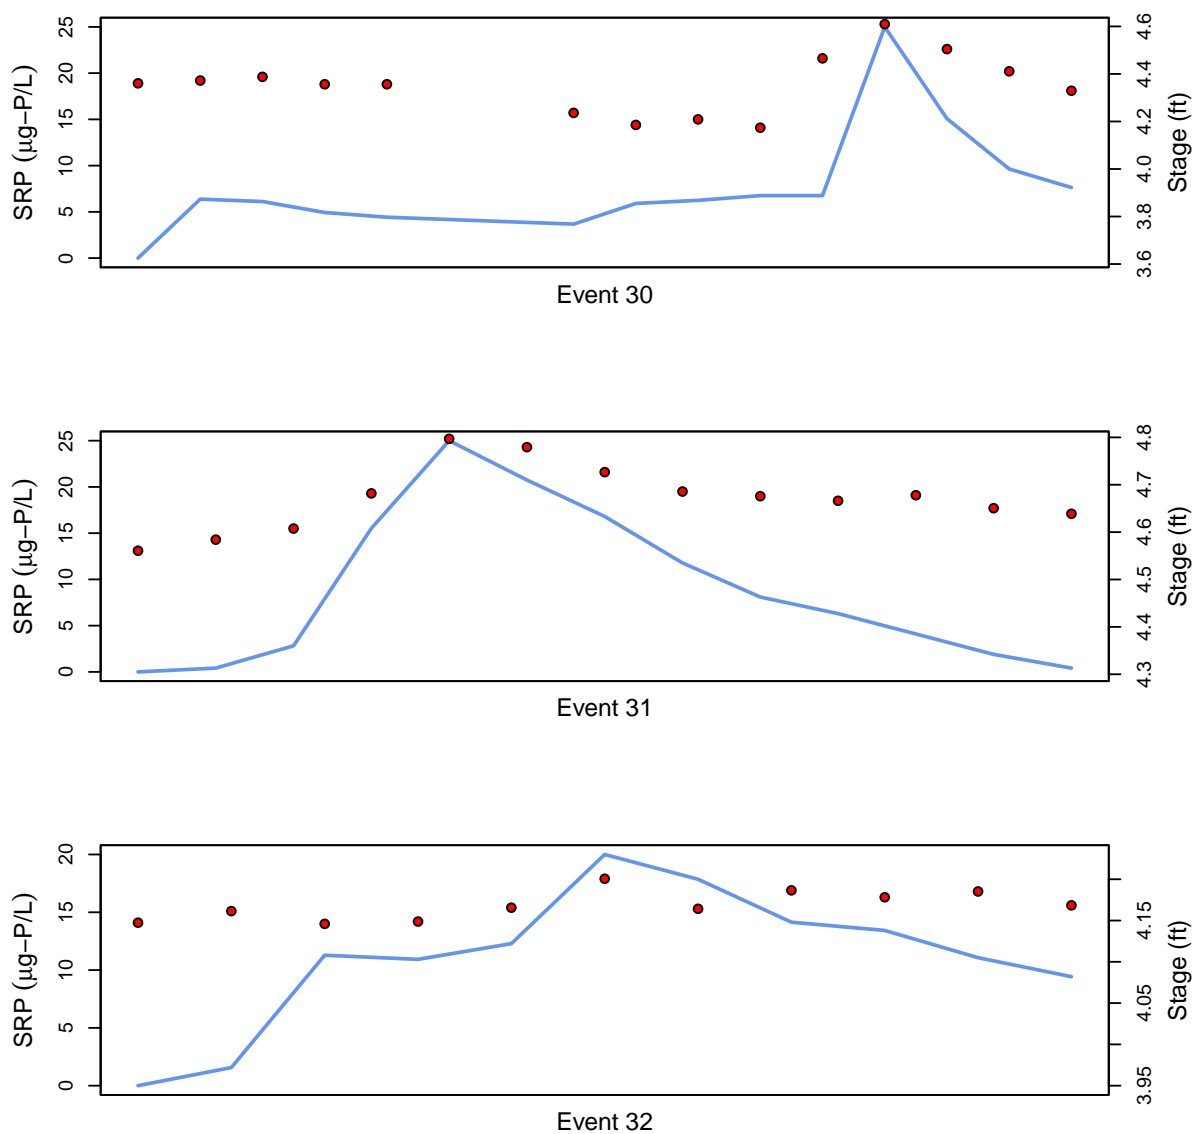 SRP (μg−P/L)
0 5 10 15 20 25
3.6 3.8 4.0 4.2 4.4 4.6
Stage (ft)
Event 30
SRP (μg−P/L)
0 5 10 15 20 25
4.3 4.4 4.5 4.6 4.7 4.8
Stage (ft)
Event 31
SRP (μg−P/L)
0 5 10 15 20
3.95 4.05 4.15
Stage (ft)
Event 32